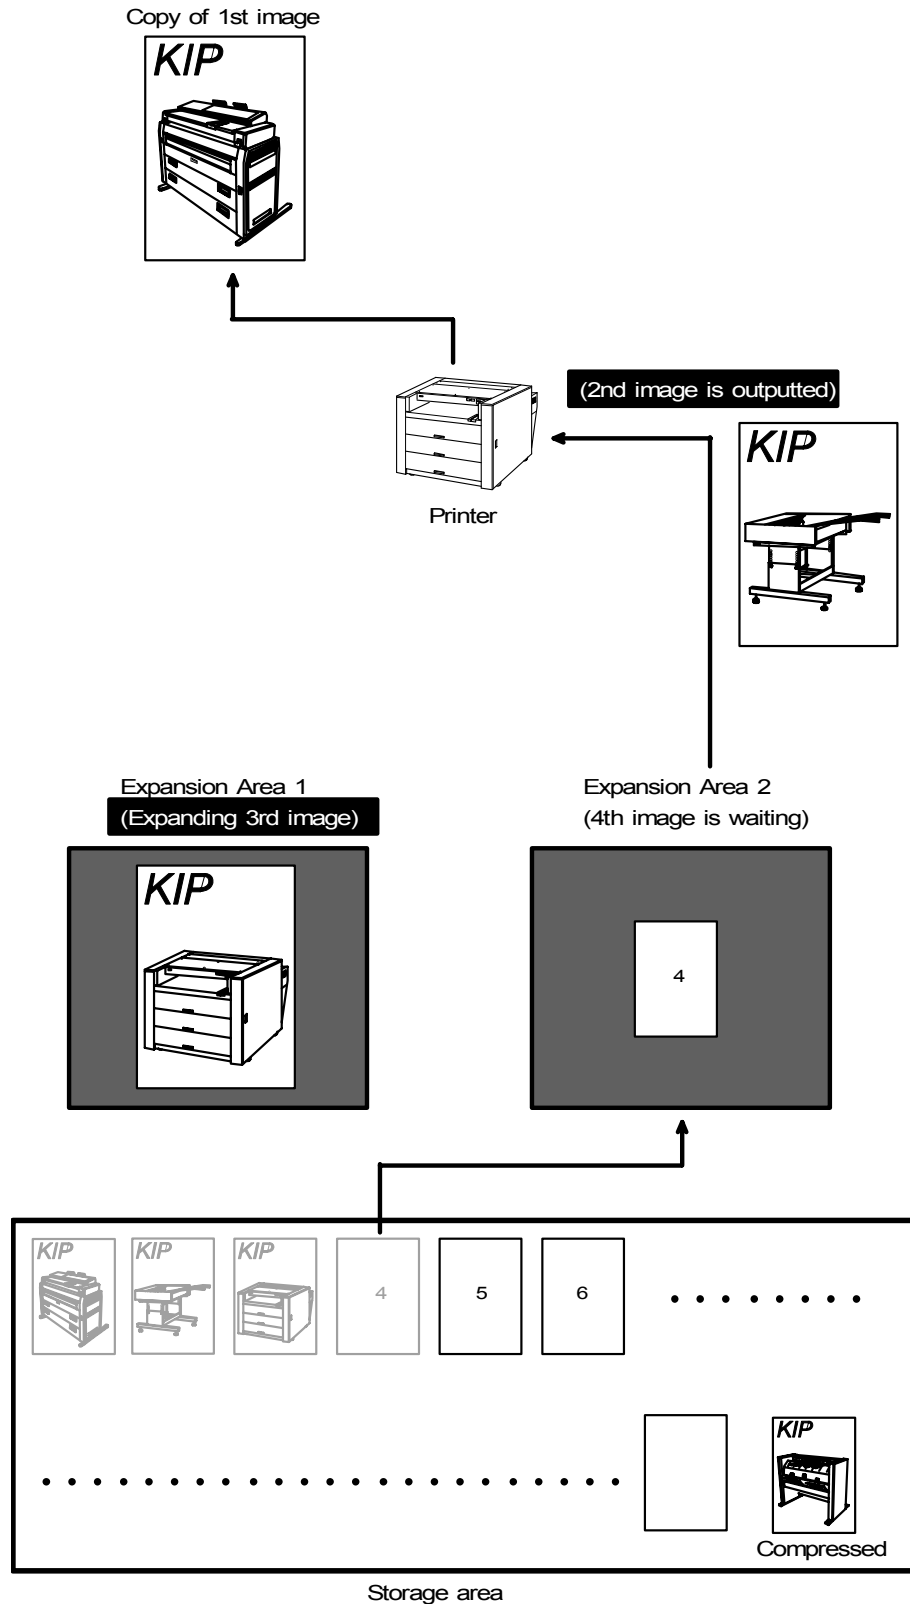 Copy of 1st image
KIP
(2nd image is outputted)
KIP
Printer
Expansion Area 1
(Expanding 3rd image)
Expansion Area 2
(4th image is waiting)
KIP
4
KIP
KIP
KIP
4
5
6
KIP
Compressed
Storage area